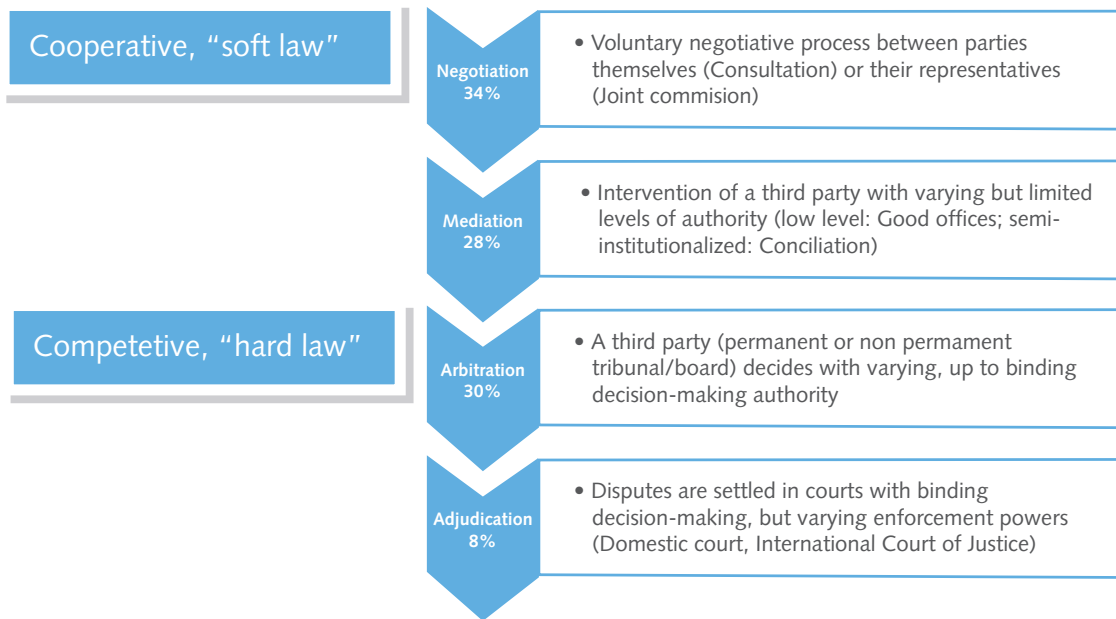 Cooperative, “soft law”
Negotiation
34%
• Voluntary negotiative process between parties
themselves (Consultation) or their representatives
(Joint commision)
Mediation
28%
• Intervention of a third party with varying but limited
levels of authority (low level: Good offices; semi-
institutionalized: Conciliation)
Competetive, “hard law”
Arbitration
30%
• A third party (permanent or non permament
tribunal/board) decides with varying, up to binding
decision-making authority
Adjudication
8%
• Disputes are settled in courts with binding
decision-making, but varying enforcement powers
(Domestic court, International Court of Justice)